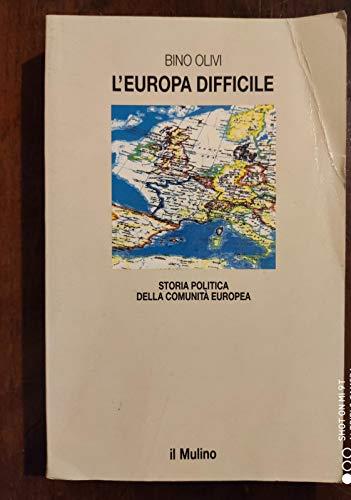 BINO OLIVI
L'EUROPA DIFFICILE
STORIA POLITICA
DELLA COMUNITÀ EUROPEA
il Mulino
SHOT ON MI 9T